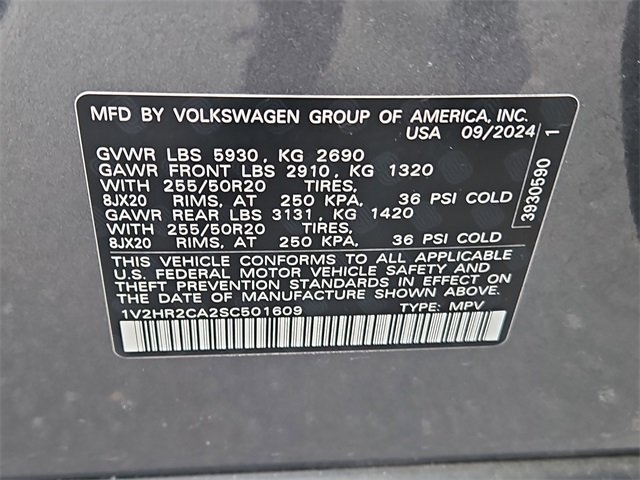 MFD BY VOLKSWAGEN GROUP OF AMERICA, INC.
USA 09/2024
GVWR LBS 5930, KG 2690
GAWR FRONT LBS 2910, KG 1320
WITH 255/50R20 TIRES,
8JX20 RIMS, AT 250 KPA, 36 PSI COLD
GAWR REAR LBS 3131, KG 1420
WITH 255/50R20 TIRES,
8JX20 RIMS, AT 250 KPA, 36 PSI COLD
THIS VEHICLE CONFORMS TO ALL APPLICABLE
U.S. FEDERAL MOTOR VEHICLE SAFETY AND
THEFT PREVENTION STANDARDS IN EFFECT ON
THE DATE OF MANUFACTURE SHOWN ABOVE.
1V2HR2CA2SC501609 TYPE: MPV
3930590 1